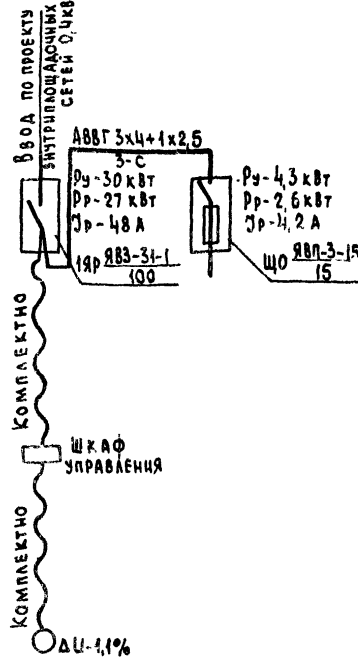 Ввод по проекту
внутриплощадочных
сетей 0,4кВ
АВВГ 3х4+1х2,5
3-С
Ру-30 кВт
Рр-27 кВт
Jр-48 А
1ЯР ЯВЗ-31-1
100
Ру-4,3 кВт
Рр-2,6 кВт
Jр-4,2 А
ЩО ЯВП-3-15
15
Комплектно
Шкаф
управления
Комплектно
ΔU-1,1%